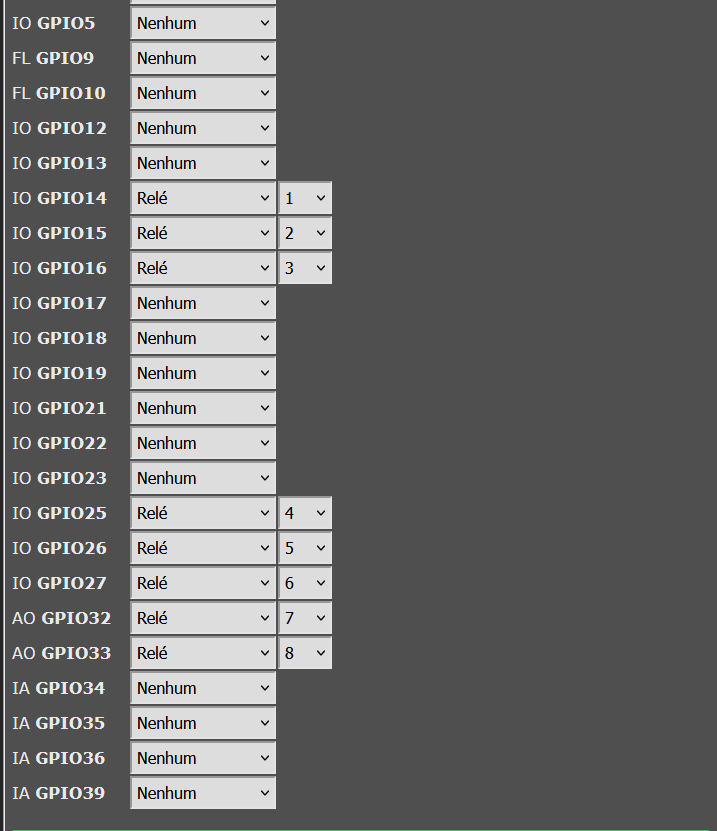 IO GPIO5 Nenhum
FL GPIO9 Nenhum
FL GPIO10 Nenhum
IO GPIO12 Nenhum
IO GPIO13 Nenhum
IO GPIO14 Relé 1
IO GPIO15 Relé 2
IO GPIO16 Relé 3
IO GPIO17 Nenhum
IO GPIO18 Nenhum
IO GPIO19 Nenhum
IO GPIO21 Nenhum
IO GPIO22 Nenhum
IO GPIO23 Nenhum
IO GPIO25 Relé 4
IO GPIO26 Relé 5
IO GPIO27 Relé 6
AO GPIO32 Relé 7
AO GPIO33 Relé 8
IA GPIO34 Nenhum
IA GPIO35 Nenhum
IA GPIO36 Nenhum
IA GPIO39 Nenhum